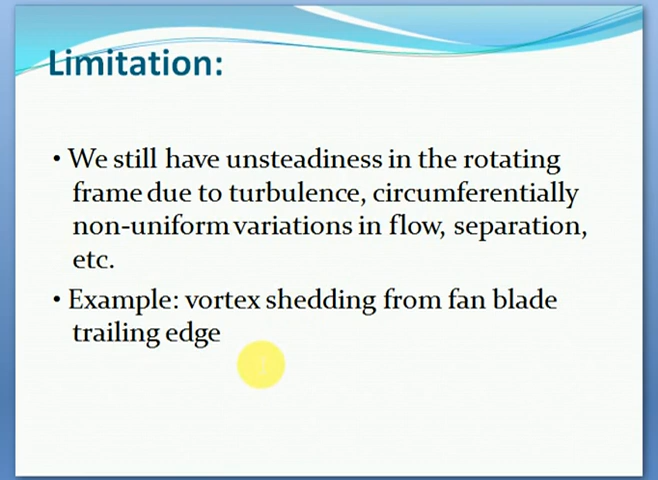 Limitation:
• We still have unsteadiness in the rotating
frame due to turbulence, circumferentially
non-uniform variations in flow, separation,
etc.
• Example: vortex shedding from fan blade
trailing edge